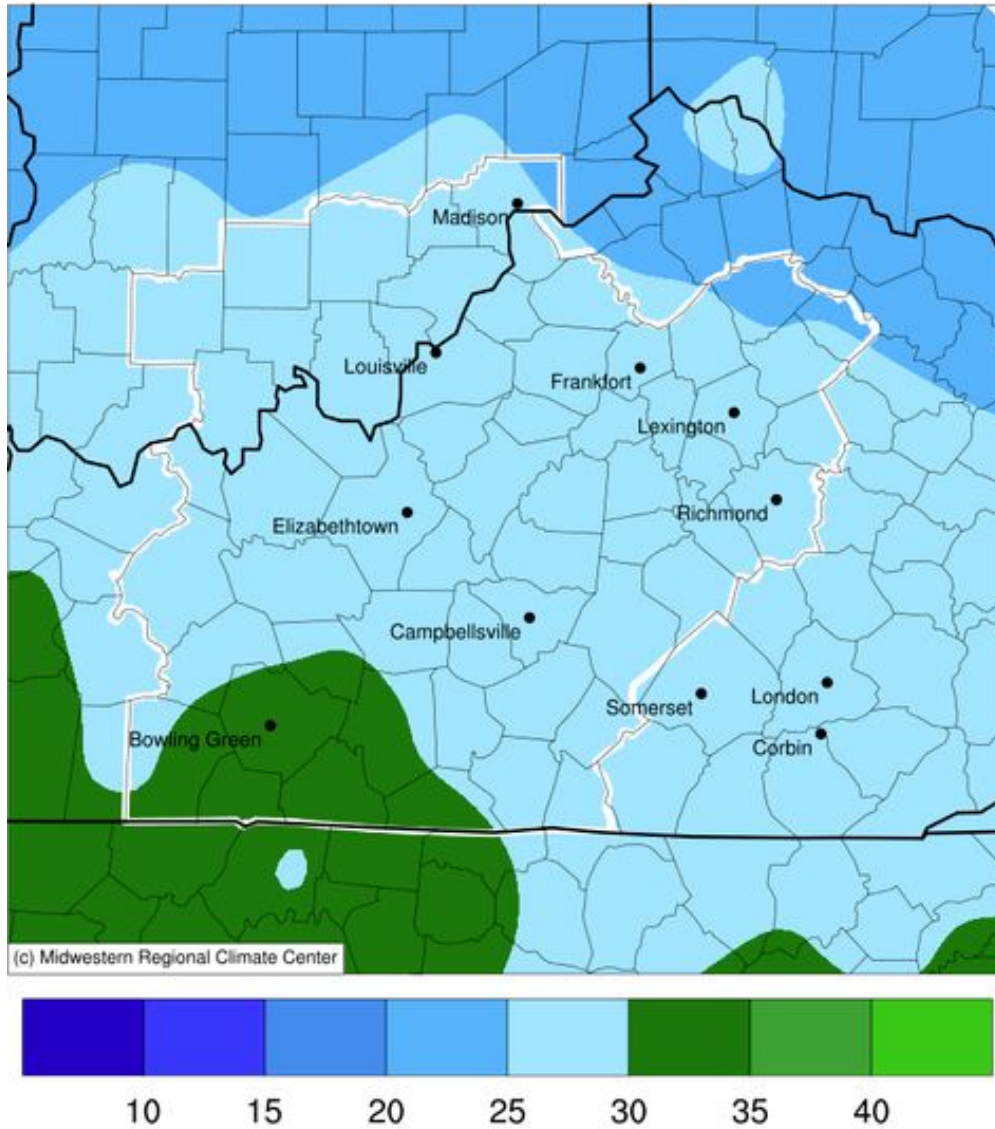 Madison
Louisville
Frankfort
Lexington
Elizabethtown
Richmond
Campbellsville
Somerset
London
Bowling Green
Corbin
(c) Midwestern Regional Climate Center
10 15 20 25 30 35 40